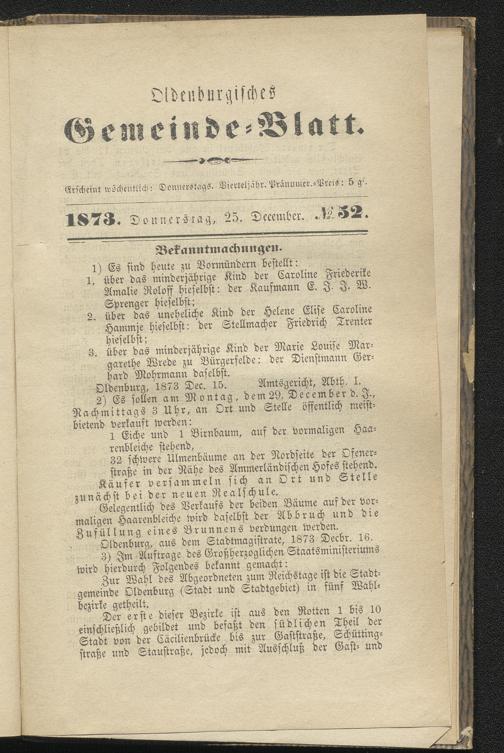 Oldenburgisches
Gemeinde-Blatt.
Erscheint wöchentlich: Donnerstags. Vierteljähr. Pränumer.-Preis: 5 gr.
1873. Donnerstag, 25. December. № 52.
Bekanntmachungen.
1) Es sind heute zu Vormündern bestellt:
1. über das minderjährige Kind der Caroline Friederike
Amalie Roloff hieselbst: der Kaufmann E. J. J. W.
Sprenger hieselbst;
2. über das uneheliche Kind der Helene Elise Caroline
Hammje hieselbst: der Stellmacher Friedrich Trenter
hieselbst;
3. über das minderjährige Kind der Marie Louise Mar-
garethe Wrede zu Bürgerfelde: der Dienstmann Ger-
hard Mohrmann daselbst.
Oldenburg, 1873 Dec. 15. Amtsgericht, Abth. I.
2) Es sollen am Montag, dem 29. December d. J.,
Nachmittags 3 Uhr, an Ort und Stelle öffentlich meist-
bietend verkauft werden:
1 Eiche und 1 Birnbaum, auf der vormaligen Haa-
renbleiche stehend,
32 schwere Ulmenbäume an der Nordseite der Ofener-
straße in der Nähe des Ammerländischen Hofes stehend.
Käufer versammeln sich an Ort und Stelle
zunächst bei der neuen Realschule.
Gelegentlich des Verkaufs der beiden Bäume auf der vor-
maligen Haarenbleiche wird daselbst der Abbruch und die
Zufüllung eines Brunnens verdungen werden.
Oldenburg, aus dem Stadtmagistrate, 1873 Decbr. 16.
3) Im Auftrage des Großherzoglichen Staatsministeriums
wird hierdurch Folgendes bekannt gemacht:
Zur Wahl des Abgeordneten zum Reichstage ist die Stadt-
gemeinde Oldenburg (Stadt und Stadtgebiet) in fünf Wahl-
bezirke getheilt.
Der erste dieser Bezirke ist aus den Rotten 1 bis 10
einschließlich gebildet und befaßt den südlichen Theil der
Stadt von der Cäcilienbrücke bis zur Gaststraße, Schütting-
straße und Staustraße, jedoch mit Ausschluß der Gast- und